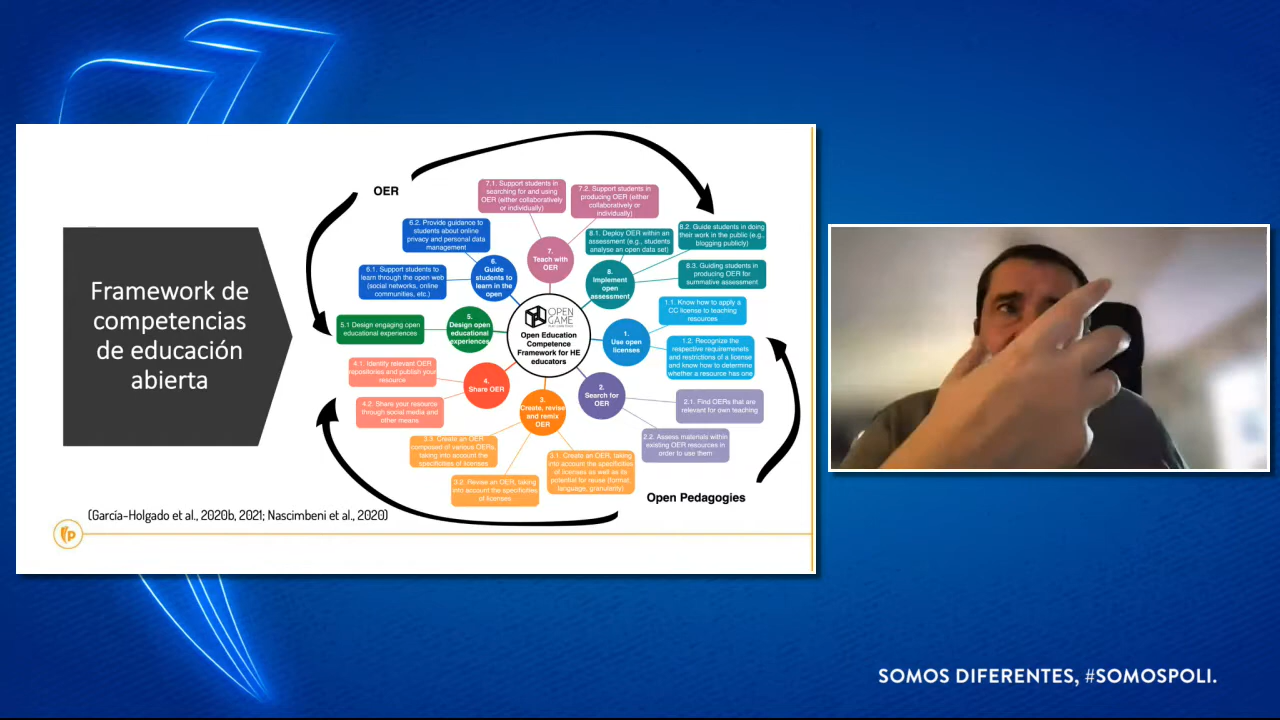 Framework de
competencias
de educación
abierta
OER
7.1. Support students in
searching for and using
OER (either collaboratively
or individually)
7.2. Support students in
producing OER (either
collaboratively or
individually)
6.2. Provide guidance to
students about online
privacy and personal data
management
8.1. Deploy OER within an
assessment (e.g., students
analyse an open data set)
8.2. Guide students in doing
their work in the public (e.g.,
blogging publicly)
7.
Teach with
OER
6.
Guide
students to
learn in the
open
8.
Implement
open
assessment
8.3. Guiding students in
producing OER for
summative assessment
6.1. Support students to
learn through the open web
(social networks, online
communities, etc.)
1.1. Know how to apply a
CC license to teaching
resources
5.1 Design engaging open
educational experiences
5.
Design open
educational
experiences
OPEN
GAME
Open Education
Competence
Framework for HE
educators
1.
Use open
licenses
1.2. Recognize the
respective requiremenets
and restrictions of a license
and know how to determine
whether a resource has one
4.1. Identify relevant OER
repositories and publish your
resource
4.
Share OER
2.
Search for
OER
4.2. Share your resource
through social media and
other means
3.
Create, revise
and remix
OER
2.1. Find OERs that are
relevant for own teaching
3.3. Create an OER
composed of various OERs,
taking into account the
specificities of licenses
2.2. Assess materials within
existing OER resources in
order to use them
3.2. Revise an OER, taking
into account the specificities
of licenses
3.1. Create an OER, taking
into account the specificities
of licenses as well as its
potential for reuse (format,
language, granularity)
Open Pedagogies
(García-Holgado et al., 2020b, 2021; Nascimbeni et al., 2020)
SOMOS DIFERENTES, #SOMOSPOLI.